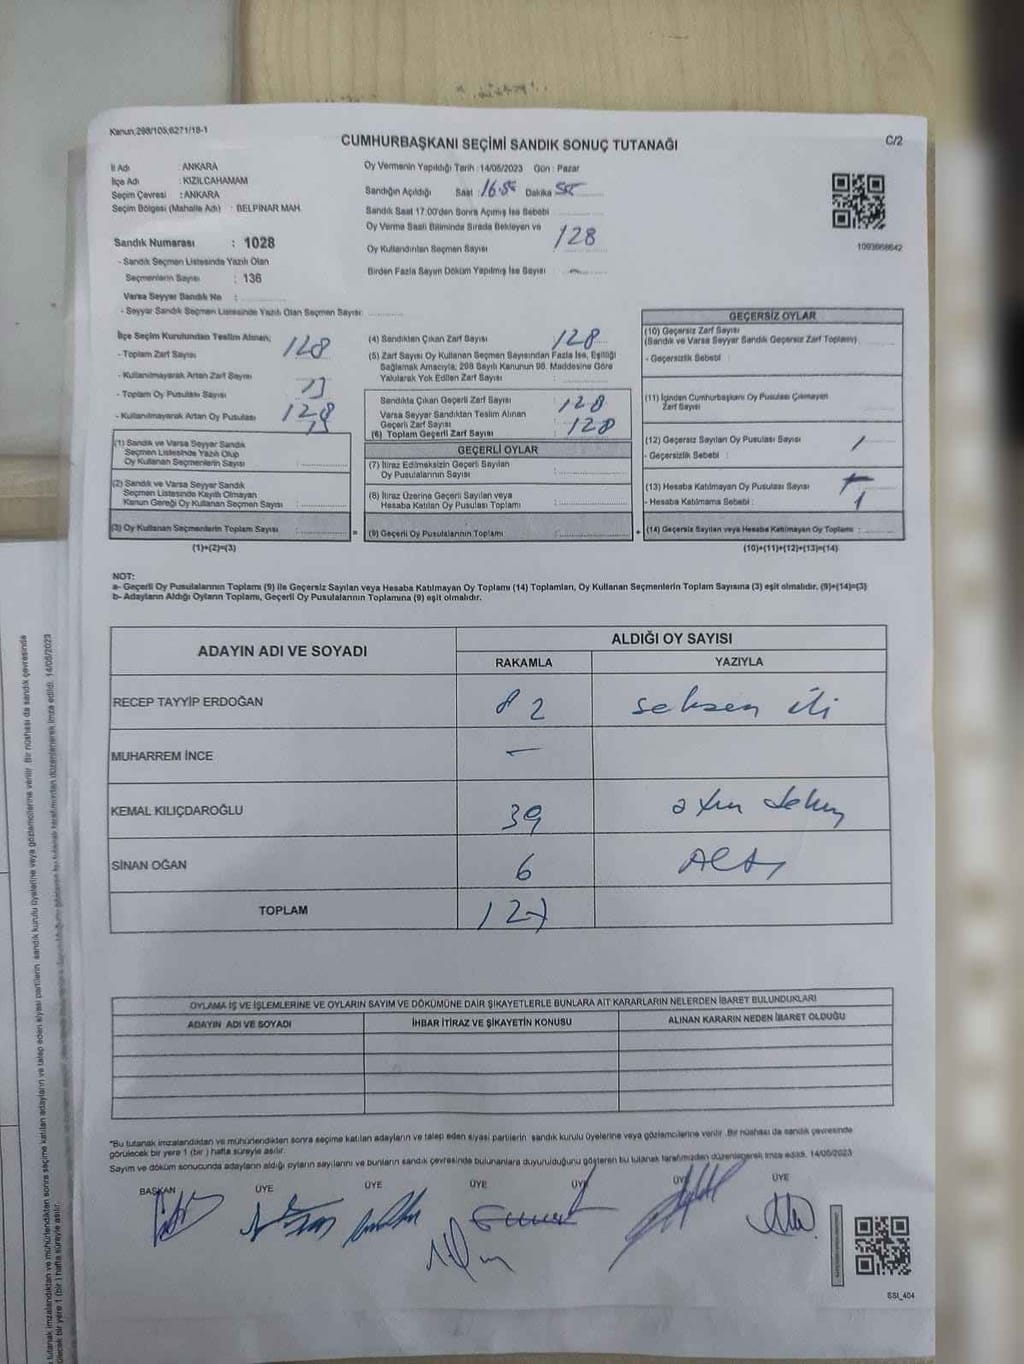 Kanun;298/105;6271/18-1
CUMHURBAŞKANI SEÇİMİ SANDIK SONUÇ TUTANAĞI
C/2
İl Adı : ANKARA
İlçe Adı : KIZILCAHAMAM
Seçim Çevresi : ANKARA
Seçim Bölgesi (Mahalle Adı) : BELPINAR MAH.
Sandık Numarası : 1028
- Sandık Seçmen Listesinde Yazılı Olan
Seçmenlerin Sayısı : 136
Varsa Seyyar Sandık No :
- Seyyar Sandık Seçmen Listesinde Yazılı Olan Seçmen Sayısı:
Oy Vermenin Yapıldığı Tarih : 14/05/2023 Gün : Pazar
Sandığın Açıldığı Saat : Dakika
Sandık Saat 17:00'den Sonra Açımış İse Sebebi :
Oy Verme Saati Bitiminde Sırada Bekleyen ve
Oy Kullandırılan Seçmen Sayısı : 128
Birden Fazla Sayım Döküm Yapılmış İse Sayısı : -
1093668642
İlçe Seçim Kurulundan Teslim Alınan;
- Toplam Zarf Sayısı 128
- Kullanılmayarak Artan Zarf Sayısı
- Toplam Oy Pusulası Sayısı
- Kullanılmayarak Artan Oy Pusulası
(1) Sandık ve Varsa Seyyar Sandık
Seçmen Listesinde Yazılı Olup
Oy Kullanan Seçmenlerin Sayısı :
(2) Sandık ve Varsa Seyyar Sandık
Seçmen Listesinde Kayıtlı Olmayan
Kanun Gereği Oy Kullanan Seçmen Sayısı :
(3) Oy Kullanan Seçmenlerin Toplam Sayısı :
(1)+(2)=(3)
(4) Sandıktan Çıkan Zarf Sayısı : 128
(5) Zarf Sayısı Oy Kullanan Seçmen Sayısından Fazla İse, Eşitliği
Sağlamak Amacıyla; 298 Sayılı Kanunun 98. Maddesine Göre
Yakılarak Yok Edilen Zarf Sayısı :
Sandıkta Çıkan Geçerli Zarf Sayısı : 128
Varsa Seyyar Sandıktan Teslim Alınan
Geçerli Zarf Sayısı :
(6) Toplam Geçerli Zarf Sayısı : 128
GEÇERLİ OYLAR
(7) İtiraz Edilmeksizin Geçerli Sayılan
Oy Pusulalarının Sayısı :
(8) İtiraz Üzerine Geçerli Sayılan veya
Hesaba Katılan Oy Pusulası Toplamı :
= (9) Geçerli Oy Pusulalarının Toplamı :
GEÇERSİZ OYLAR
(10) Geçersiz Zarf Sayısı
(Sandık ve Varsa Seyyar Sandık Geçersiz Zarf Toplamı) :
- Geçersizlik Sebebi :
(11) İçinden Cumhurbaşkanı Oy Pusulası Çıkmayan
Zarf Sayısı :
(12) Geçersiz Sayılan Oy Pusulası Sayısı : 1
- Geçersizlik Sebebi :
(13) Hesaba Katılmayan Oy Pusulası Sayısı :
- Hesaba Katılmama Sebebi : 1
+ (14) Geçersiz Sayılan veya Hesaba Katılmayan Oy Toplamı :
(10)+(11)+(12)+(13)=(14)
NOT:
a- Geçerli Oy Pusulalarının Toplamı (9) ile Geçersiz Sayılan veya Hesaba Katılmayan Oy Toplamı (14) Toplamları, Oy Kullanan Seçmenlerin Toplam Sayısına (3) eşit olmalıdır. (9)+(14)=(3)
b- Adayların Aldığı Oyların Toplamı, Geçerli Oy Pusulalarının Toplamına (9) eşit olmalıdır.
ADAYIN ADI VE SOYADI
ALDIĞI OY SAYISI
RAKAMLA YAZIYLA
RECEP TAYYİP ERDOĞAN 82 seksen iki
MUHARREM İNCE -
KEMAL KILIÇDAROĞLU 39
SİNAN OĞAN 6 Altı
TOPLAM 127
OYLAMA İŞ VE İŞLEMLERİNE VE OYLARIN SAYIM VE DÖKÜMÜNE DAİR ŞİKAYETLERLE BUNLARA AİT KARARLARIN NELERDEN İBARET BULUNDUKLARI
ADAYIN ADI VE SOYADI İHBAR İTİRAZ VE ŞİKAYETİN KONUSU ALINAN KARARIN NEDEN İBARET OLDUĞU
"Bu tutanak imzalandıktan ve mühürlendikten sonra seçime katılan adayların ve talep eden siyasi partilerin sandık kurulu üyelerine veya gözlemcilerine verilir. Bir nüshası da sandık çevresinde
görülecek bir yere 1 (bir ) hafta süreyle asılır.
Sayım ve döküm sonucunda adayların aldığı oyların sayılarını ve bunların sandık çevresinde bulunanlara duyurulduğunu gösteren bu tutanak tarafımızdan düzenlenerek imza edildi. 14/05/2023
BAŞKAN ÜYE ÜYE ÜYE ÜYE ÜYE ÜYE
SSI_404